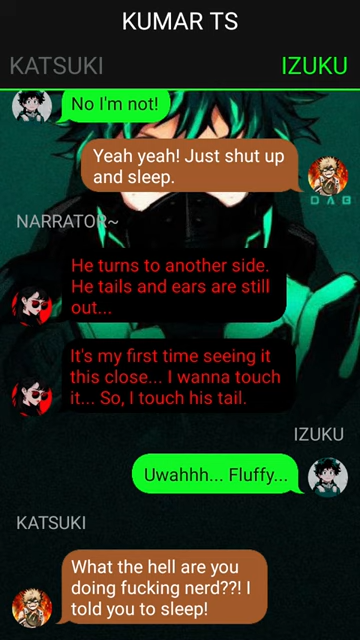 KUMAR TS
KATSUKI
IZUKU
No I'm not!
Yeah yeah! Just shut up
and sleep.
DAB
NARRATOR~
He turns to another side.
He tails and ears are still
out...
It's my first time seeing it
this close... I wanna touch
it... So, I touch his tail.
IZUKU
Uwahhh... Fluffy...
KATSUKI
What the hell are you
doing fucking nerd??! I
told you to sleep!